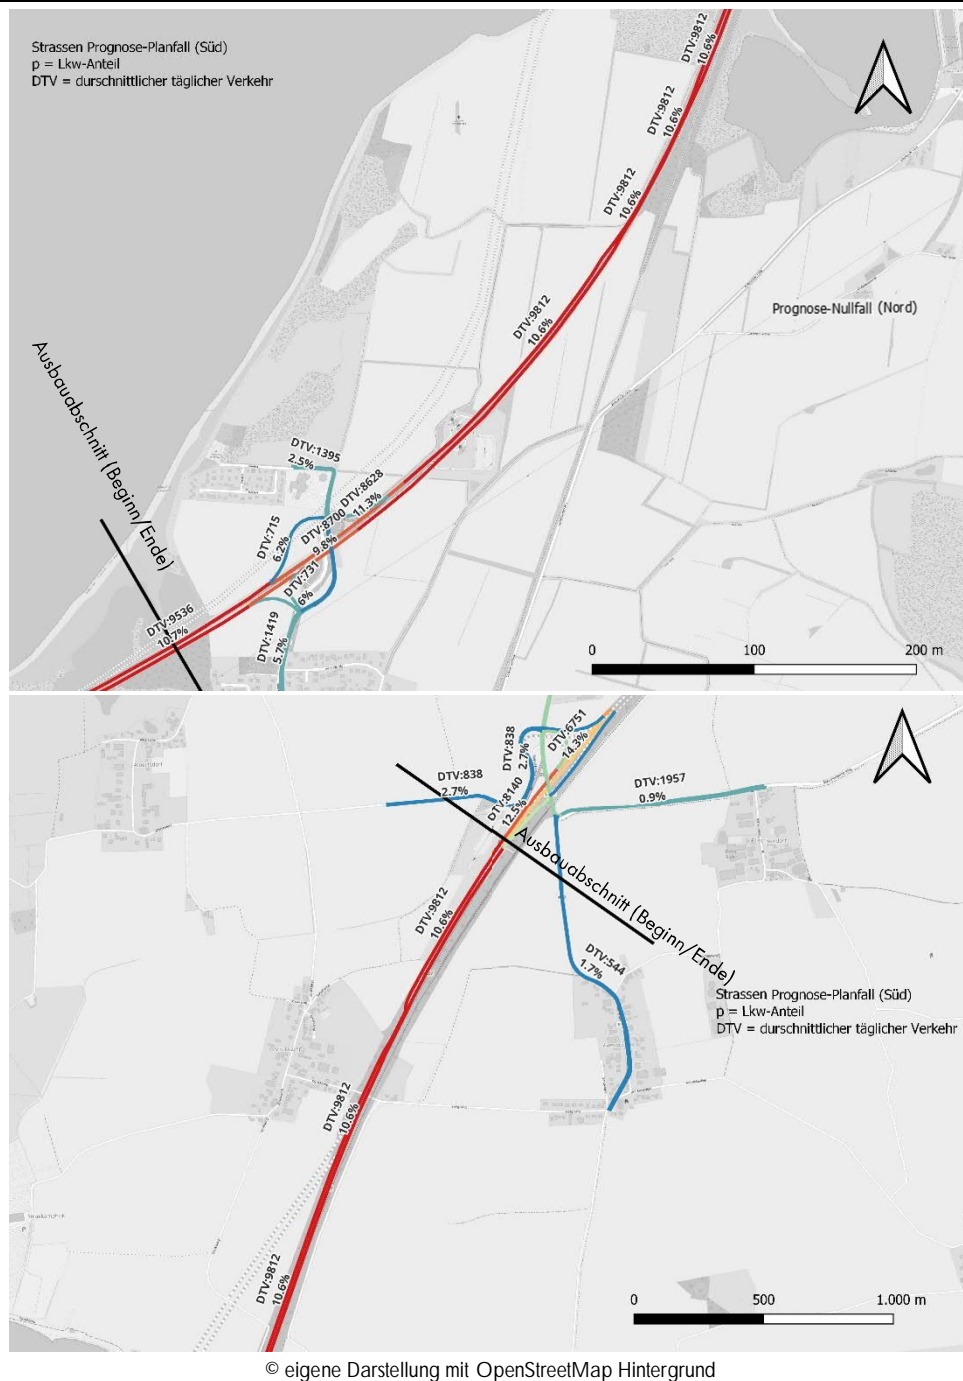 Strassen Prognose-Planfall (Süd)
p = Lkw-Anteil
DTV = durschnittlicher täglicher Verkehr
DTV:9812
10.6%
DTV:9812
10.6%
DTV:9812
10.6%
DTV:9812
10.6%
Prognose-Nullfall (Nord)
Ausbauabschnitt (Beginn/Ende)
DTV:1395
2.5%
DTV:8628
11.3%
DTV:8700
9.8%
DTV:715
6.2%
DTV:731
6%
DTV:9536
10.7%
DTV:1419
5.7%
0 100 200 m
DTV:838
2.7%
DTV:6751
14.3%
DTV:838
2.7%
DTV:8140
12.5%
DTV:1957
0.9%
Ausbauabschnitt (Beginn/Ende)
DTV:9812
10.6%
DTV:544
1.7%
Strassen Prognose-Planfall (Süd)
p = Lkw-Anteil
DTV = durschnittlicher täglicher Verkehr
DTV:9812
10.6%
DTV:9812
10.6%
0 500 1.000 m
© eigene Darstellung mit OpenStreetMap Hintergrund